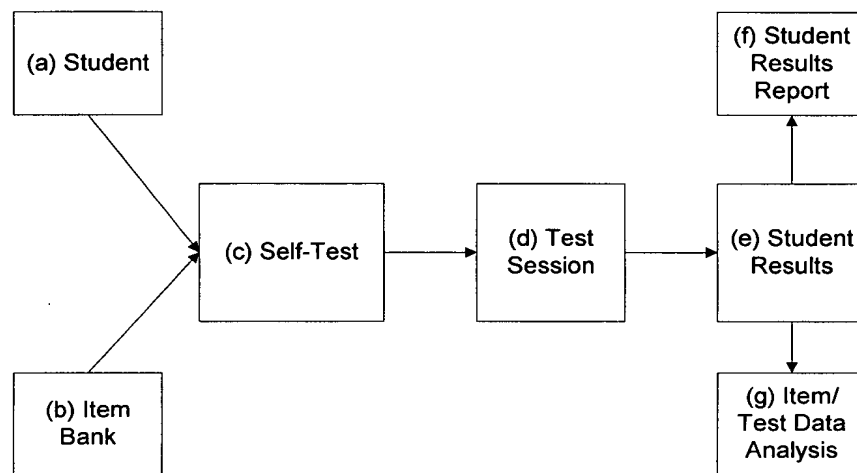 (a) Student
(f) Student
Results
Report
(c) Self-Test
(d) Test
Session
(e) Student
Results
(b) Item
Bank
(g) Item/
Test Data
Analysis